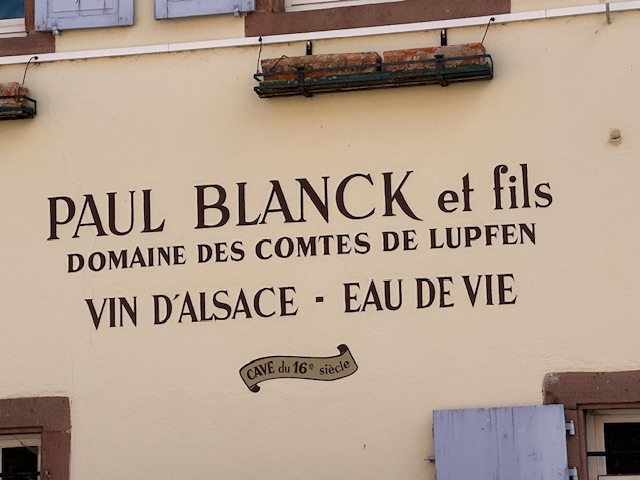 PAUL BLANCK et fils
DOMAINE DES COMTES DE LUPFEN
VIN D'ALSACE - EAU DE VIE
CAVE du 16e siècle